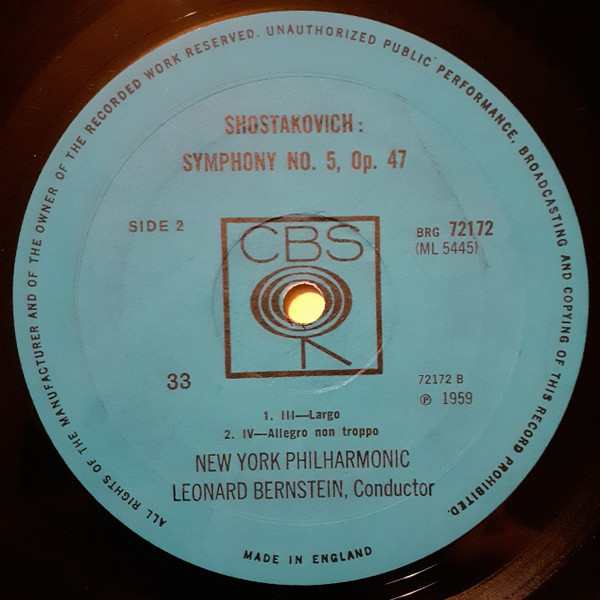 ALL RIGHTS OF THE MANUFACTURER AND OF THE OWNER OF THE RECORDED WORK RESERVED. UNAUTHORIZED PUBLIC PERFORMANCE, BROADCASTING AND COPYING OF THIS RECORD PROHIBITED.
SHOSTAKOVICH:
SYMPHONY NO. 5, Op. 47
SIDE 2
CBS
BRG 72172
(ML 5445)
33
72172 B
℗ 1959
1. III—Largo
2. IV—Allegro non troppo
NEW YORK PHILHARMONIC
LEONARD BERNSTEIN, Conductor
MADE IN ENGLAND